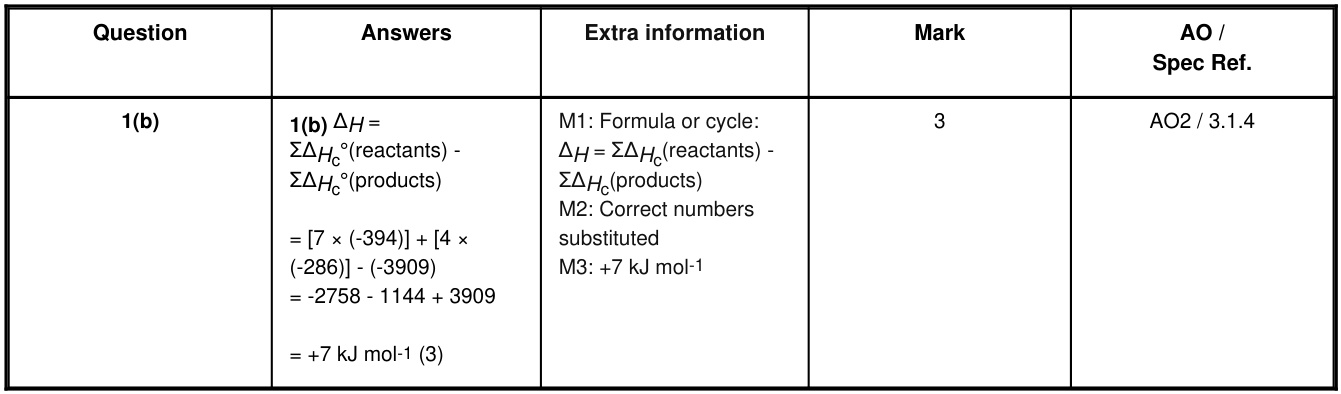 Question Answers Extra information Mark AO /
Spec Ref.
1(b)
1(b) ΔH =
ΣΔHc°(reactants) -
ΣΔHc°(products)
= [7 × (-394)] + [4 ×
(-286)] - (-3909)
= -2758 - 1144 + 3909
= +7 kJ mol-1 (3)
M1: Formula or cycle:
ΔH = ΣΔHc(reactants) -
ΣΔHc(products)
M2: Correct numbers
substituted
M3: +7 kJ mol-1
3
AO2 / 3.1.4